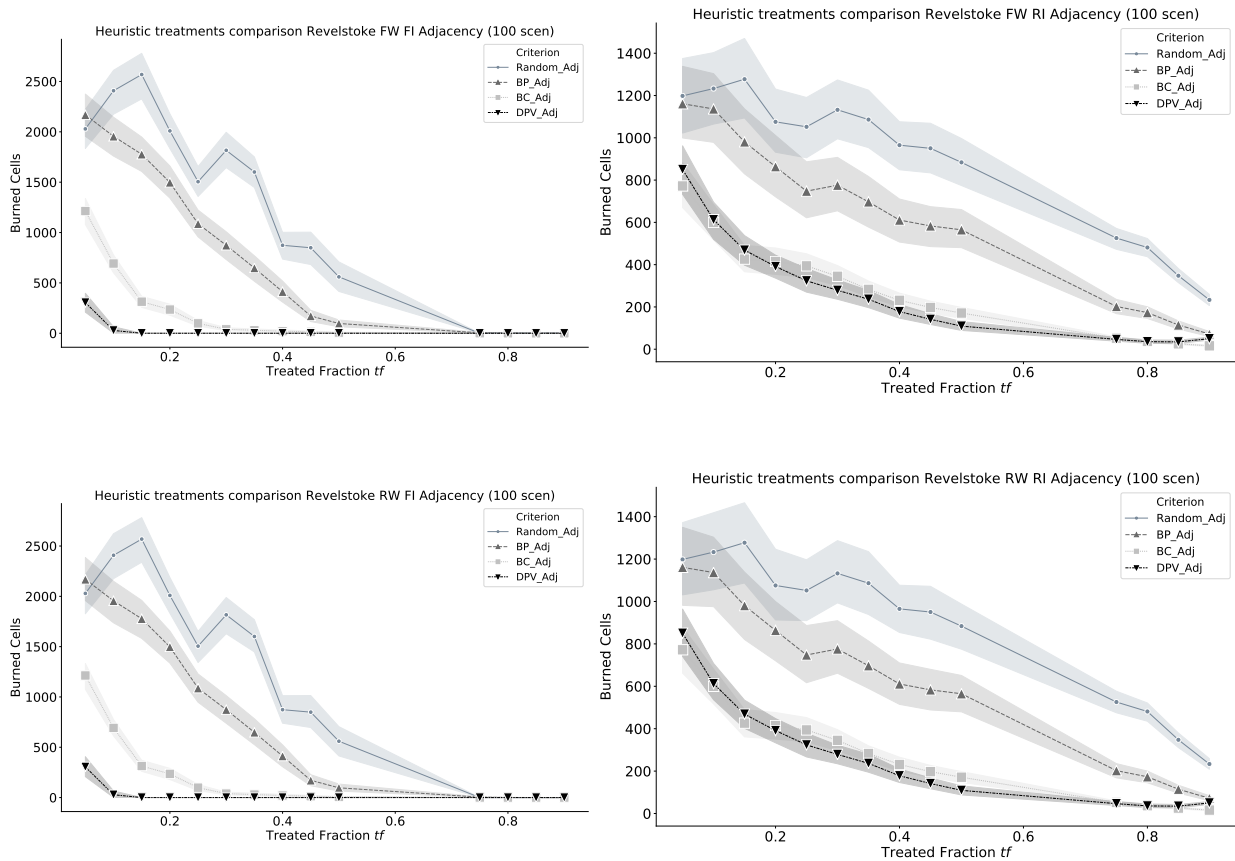 Heuristic treatments comparison Revelstoke FW FI Adjacency (100 scen)
Criterion
Random_Adj
BP_Adj
BC_Adj
DPV_Adj
Burned Cells
2500
2000
1500
1000
500
0
0.2 0.4 0.6 0.8
Treated Fraction tf
Heuristic treatments comparison Revelstoke FW RI Adjacency (100 scen)
Criterion
Random_Adj
BP_Adj
BC_Adj
DPV_Adj
Burned Cells
1400
1200
1000
800
600
400
200
0
0.2 0.4 0.6 0.8
Treated Fraction tf
Heuristic treatments comparison Revelstoke RW FI Adjacency (100 scen)
Criterion
Random_Adj
BP_Adj
BC_Adj
DPV_Adj
Burned Cells
2500
2000
1500
1000
500
0
0.2 0.4 0.6 0.8
Treated Fraction tf
Heuristic treatments comparison Revelstoke RW RI Adjacency (100 scen)
Criterion
Random_Adj
BP_Adj
BC_Adj
DPV_Adj
Burned Cells
1400
1200
1000
800
600
400
200
0
0.2 0.4 0.6 0.8
Treated Fraction tf